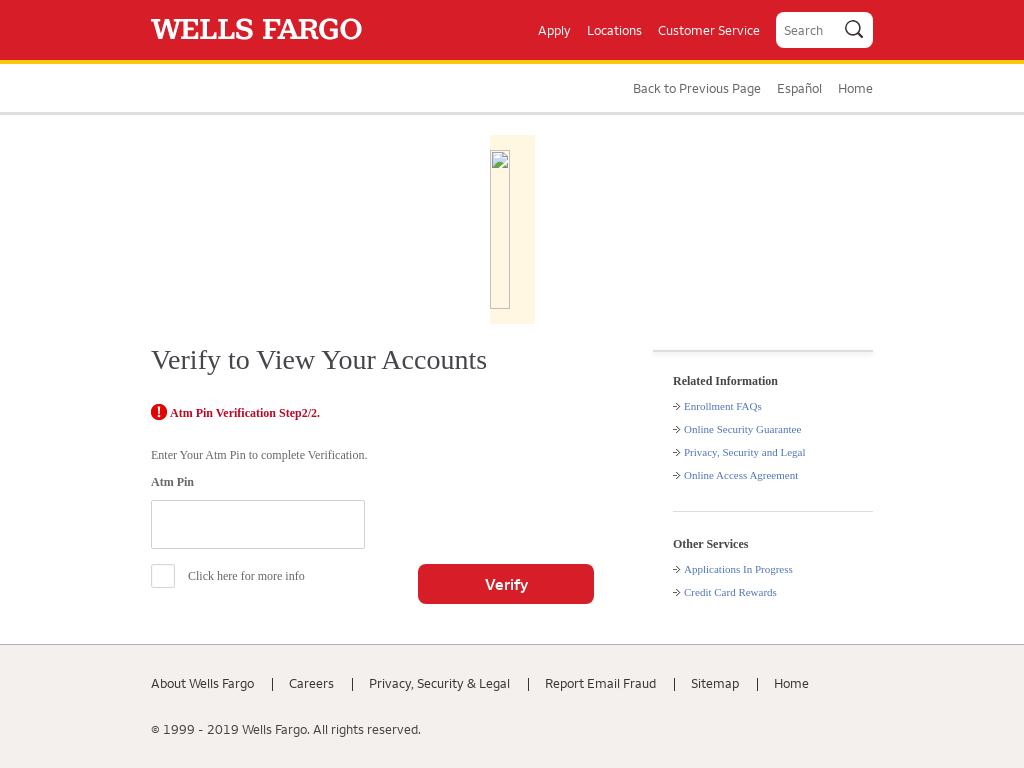 WELLS FARGO
Apply
Locations
Customer Service
Search
Back to Previous Page
Español
Home
Verify to View Your Accounts
Atm Pin Verification Step2/2.
Enter Your Atm Pin to complete Verification.
Atm Pin
Click here for more info
Verify
Related Information
Enrollment FAQs
Online Security Guarantee
Privacy, Security and Legal
Online Access Agreement
Other Services
Applications In Progress
Credit Card Rewards
About Wells Fargo
Careers
Privacy, Security & Legal
Report Email Fraud
Sitemap
Home
© 1999 - 2019 Wells Fargo. All rights reserved.